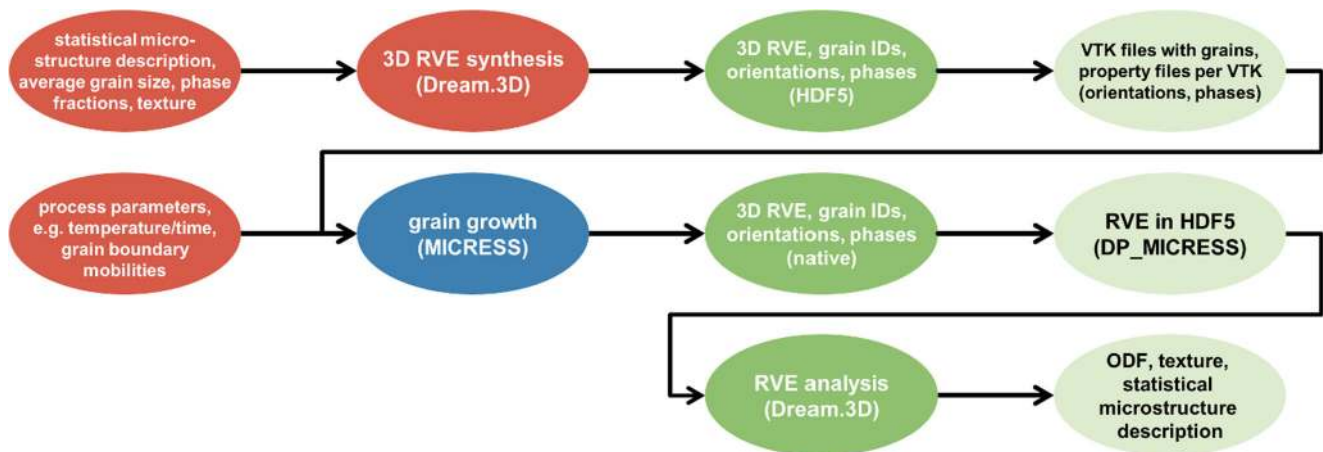 statistical micro-
structure description,
average grain size, phase
fractions, texture
3D RVE synthesis
(Dream.3D)
3D RVE, grain IDs,
orientations, phases
(HDF5)
VTK files with grains,
property files per VTK
(orientations, phases)
process parameters,
e.g. temperature/time,
grain boundary
mobilities
grain growth
(MICRESS)
3D RVE, grain IDs,
orientations, phases
(native)
RVE in HDF5
(DP_MICRESS)
RVE analysis
(Dream.3D)
ODF, texture,
statistical
microstructure
description